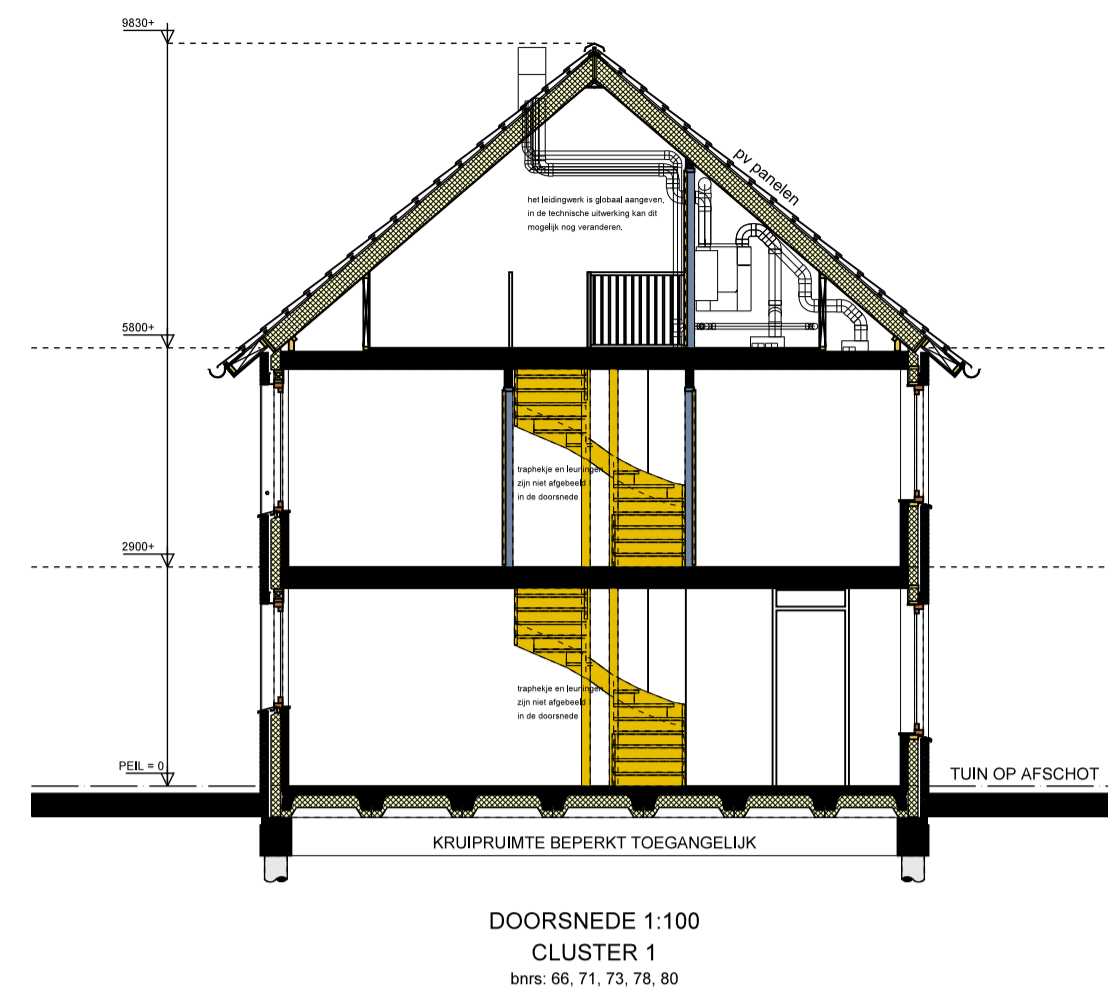 9830+
pv panelen
het leidingwerk is globaal aangeven.
in de technische uitwerking kan dit
mogelijk nog veranderen.
5800+
traphekje en leuningen
zijn niet afgebeeld
in de doorsnede
2900+
traphekje en leuningen
zijn niet afgebeeld
in de doorsnede
PEIL = 0
TUIN OP AFSCHOT
KRUIPRUIMTE BEPERKT TOEGANGELIJK
DOORSNEDE 1:100
CLUSTER 1
bnrs: 66, 71, 73, 78, 80